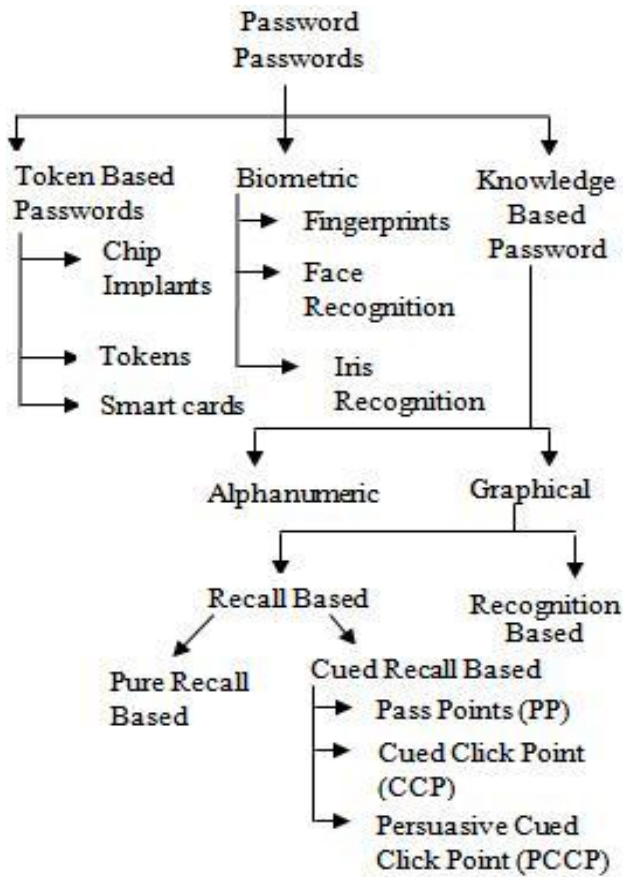 Password
Passwords
Token Based
Passwords
Chip
Implants
Tokens
Smart cards
Biometric
Fingerprints
Face
Recognition
Iris
Recognition
Knowledge
Based
Password
Alphanumeric
Graphical
Recall Based
Recognition
Based
Pure Recall
Based
Cued Recall Based
Pass Points (PP)
Cued Click Point
(CCP)
Persuasive Cued
Click Point (PCCP)